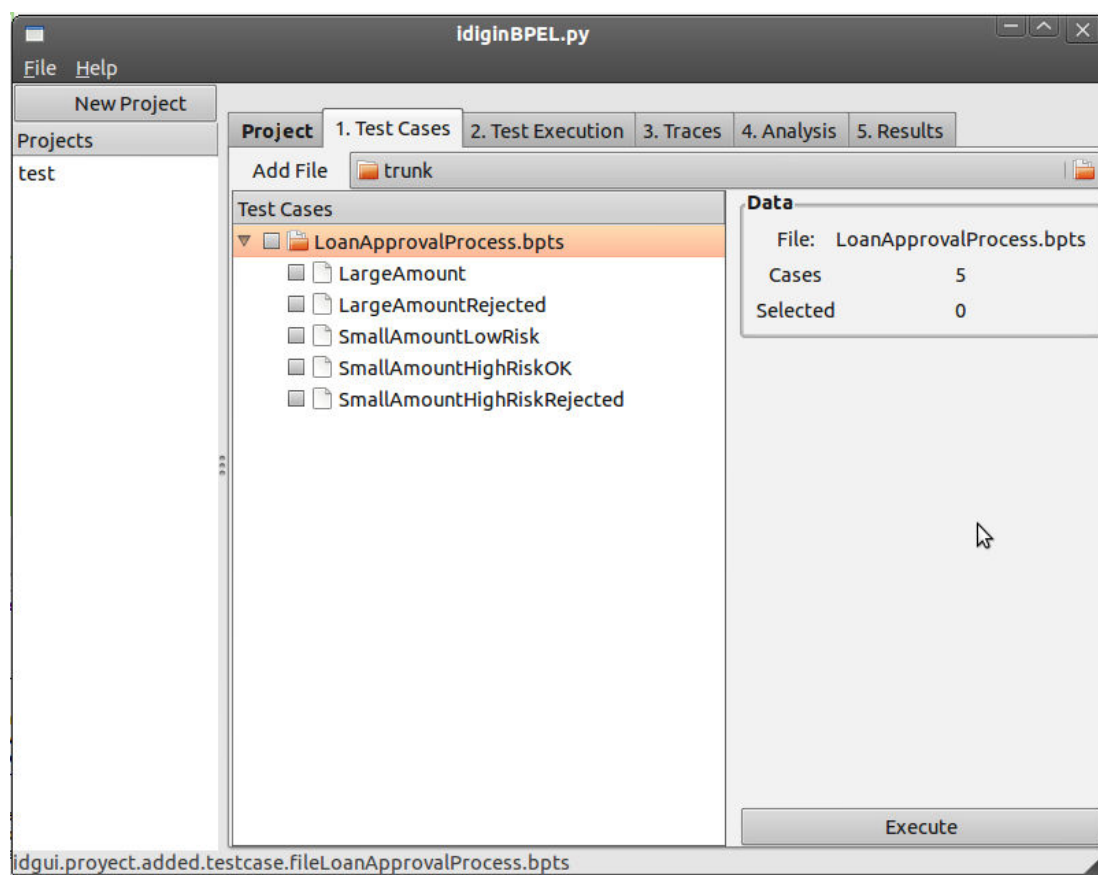 idiginBPEL.py
File Help
New Project
Projects
test
Project 1. Test Cases 2. Test Execution 3. Traces 4. Analysis 5. Results
Add File trunk
Test Cases
LoanApprovalProcess.bpts
LargeAmount
LargeAmountRejected
SmallAmountLowRisk
SmallAmountHighRiskOK
SmallAmountHighRiskRejected
Data
File: LoanApprovalProcess.bpts
Cases 5
Selected 0
Execute
idgui.proyect.added.testcase.fileLoanApprovalProcess.bpts